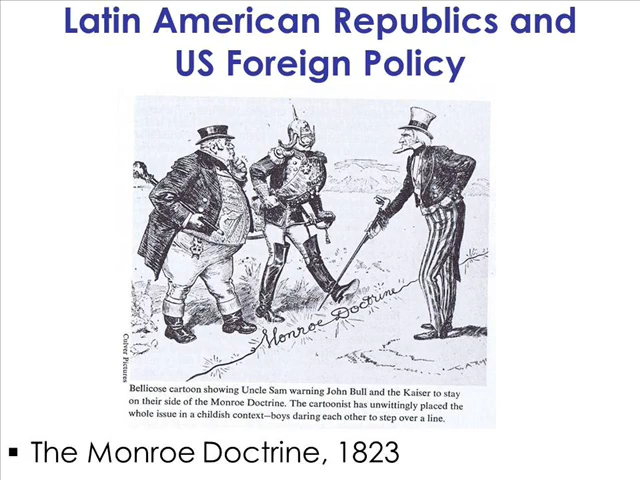 Latin American Republics and
US Foreign Policy
Monroe Doctrine
Culver Pictures
Bellicose cartoon showing Uncle Sam warning John Bull and the Kaiser to stay
on their side of the Monroe Doctrine. The cartoonist has unwittingly placed the
whole issue in a childish context—boys daring each other to step over a line.
▪ The Monroe Doctrine, 1823